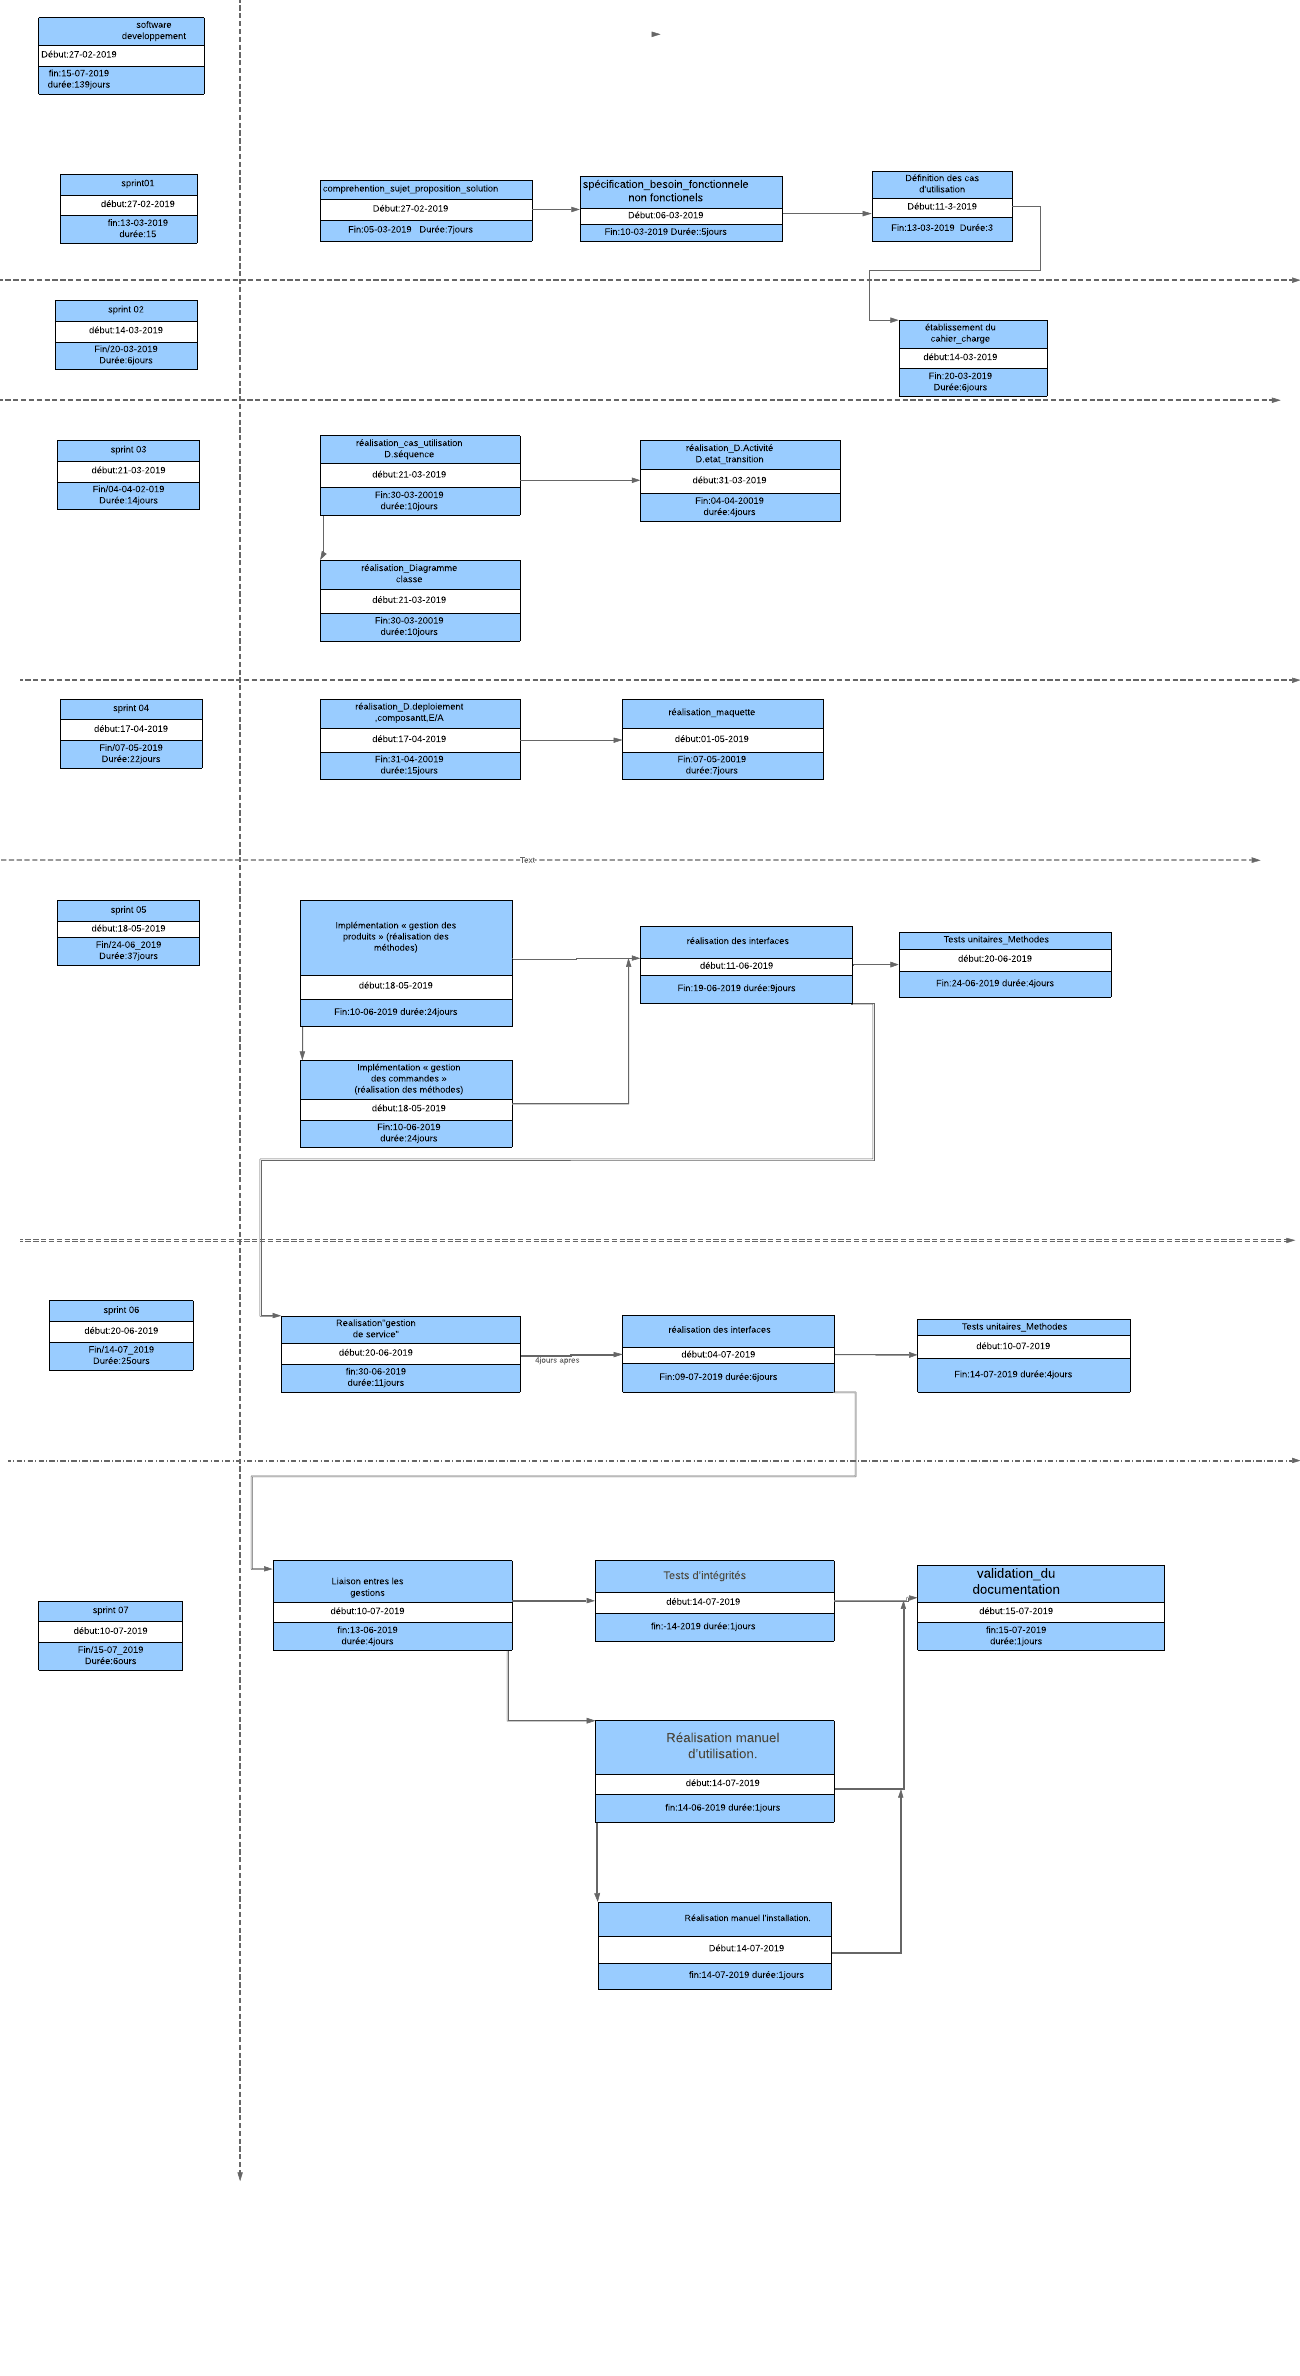 software
developpement
Début:27-02-2019
fin:15-07-2019
durée:139jours
sprint01
début:27-02-2019
fin:13-03-2019
durée:15
comprehention_sujet_proposition_solution
Début:27-02-2019
Fin:05-03-2019 Durée:7jours
spécification_besoin_fonctionnele
non fonctionels
Début:06-03-2019
Fin:10-03-2019 Durée::5jours
Définition des cas
d'utilisation
Début:11-3-2019
Fin:13-03-2019 Durée:3
sprint 02
début:14-03-2019
Fin/20-03-2019
Durée:6jours
établissement du
cahier_charge
début:14-03-2019
Fin:20-03-2019
Durée:6jours
sprint 03
début:21-03-2019
Fin/04-04-02-019
Durée:14jours
réalisation_cas_utilisation
D.séquence
début:21-03-2019
Fin:30-03-20019
durée:10jours
réalisation_D.Activité
D.etat_transition
début:31-03-2019
Fin:04-04-20019
durée:4jours
réalisation_Diagramme
classe
début:21-03-2019
Fin:30-03-20019
durée:10jours
sprint 04
début:17-04-2019
Fin/07-05-2019
Durée:22jours
réalisation_D.deploiement
,composantt,E/A
début:17-04-2019
Fin:31-04-20019
durée:15jours
réalisation_maquette
début:01-05-2019
Fin:07-05-20019
durée:7jours
Text
sprint 05
début:18-05-2019
Fin/24-06_2019
Durée:37jours
Implémentation « gestion des
produits » (réalisation des
méthodes)
début:18-05-2019
Fin:10-06-2019 durée:24jours
réalisation des interfaces
début:11-06-2019
Fin:19-06-2019 durée:9jours
Tests unitaires_Methodes
début:20-06-2019
Fin:24-06-2019 durée:4jours
Implémentation « gestion
des commandes »
(réalisation des méthodes)
début:18-05-2019
Fin:10-06-2019
durée:24jours
sprint 06
début:20-06-2019
Fin/14-07_2019
Durée:25ours
Realisation"gestion
de service"
début:20-06-2019
fin:30-06-2019
durée:11jours
4jours apres
réalisation des interfaces
début:04-07-2019
Fin:09-07-2019 durée:6jours
Tests unitaires_Methodes
début:10-07-2019
Fin:14-07-2019 durée:4jours
sprint 07
début:10-07-2019
Fin/15-07_2019
Durée:6ours
Liaison entres les
gestions
début:10-07-2019
fin:13-06-2019
durée:4jours
Tests d'intégrités
début:14-07-2019
fin:-14-2019 durée:1jours
validation_du
documentation
début:15-07-2019
fin:15-07-2019
durée:1jours
Réalisation manuel
d'utilisation.
début:14-07-2019
fin:14-06-2019 durée:1jours
Réalisation manuel l'installation.
Début:14-07-2019
fin:14-07-2019 durée:1jours